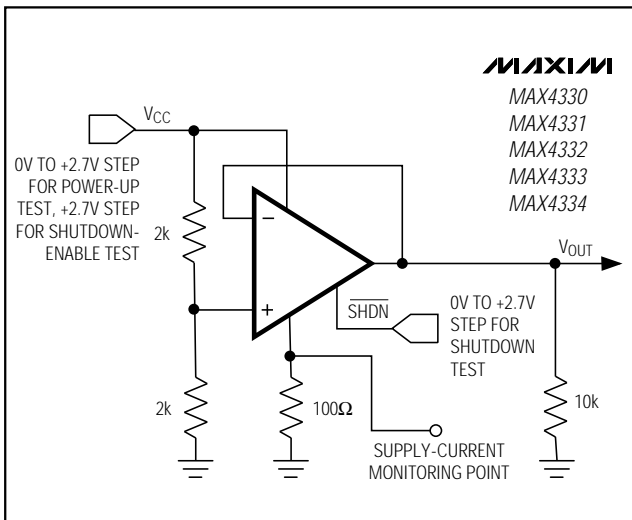 MAXIM
MAX4330
MAX4331
MAX4332
MAX4333
MAX4334
VCC
0V TO +2.7V STEP
FOR POWER-UP
TEST, +2.7V STEP
FOR SHUTDOWN-
ENABLE TEST
2k
−
+
VOUT
SHDN
0V TO +2.7V
STEP FOR
SHUTDOWN
TEST
2k
100Ω
10k
SUPPLY-CURRENT
MONITORING POINT